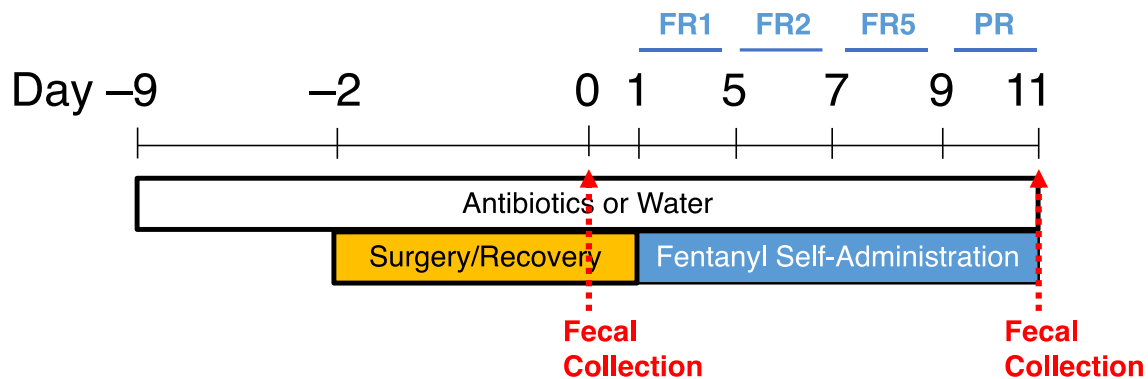 FR1 FR2 FR5 PR
Day –9 –2 0 1 5 7 9 11
Antibiotics or Water
Surgery/Recovery Fentanyl Self-Administration
Fecal Fecal
Collection Collection